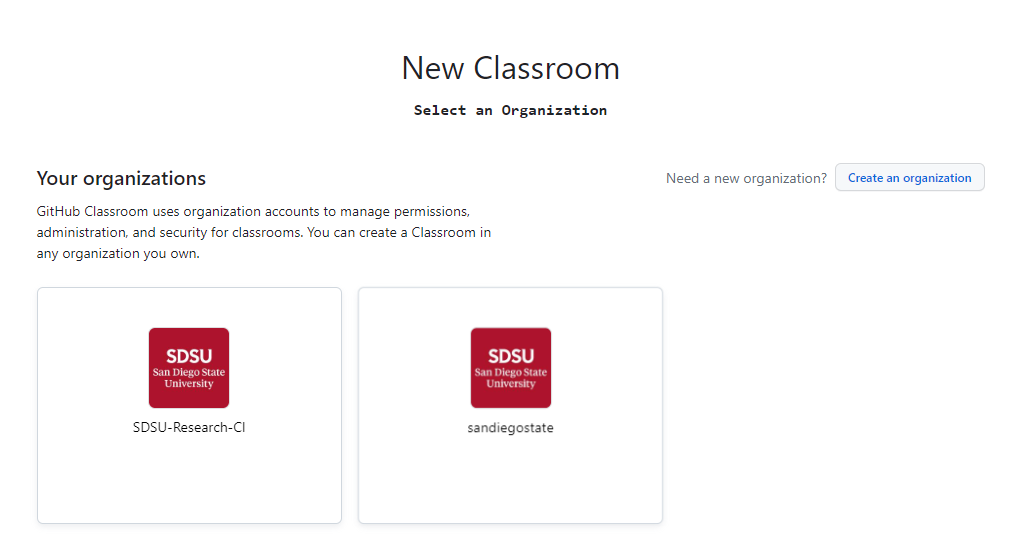 New Classroom
Select an Organization
Your organizations
Need a new organization? Create an organization
GitHub Classroom uses organization accounts to manage permissions,
administration, and security for classrooms. You can create a Classroom in
any organization you own.
SDSU
San Diego State
University
SDSU-Research-CI
SDSU
San Diego State
University
sandiegostate